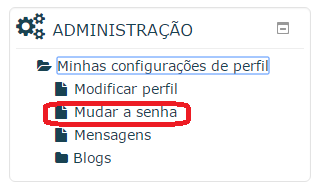 ADMINISTRAÇÃO
Minhas configurações de perfil
Modificar perfil
Mudar a senha
Mensagens
Blogs